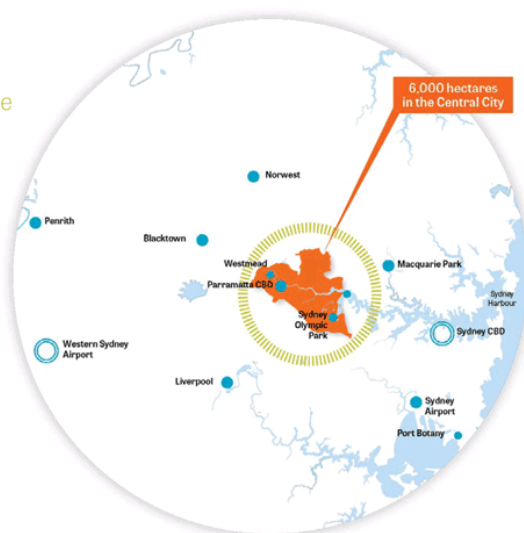 e
6,000 hectares
in the Central City
Norwest
Penrith
Blacktown
Westmead
Macquarie Park
Parramatta CBD
Sydney
Harbour
Sydney
Olympic
Park
Sydney CBD
Western Sydney
Airport
Liverpool
Sydney
Airport
Port Botany